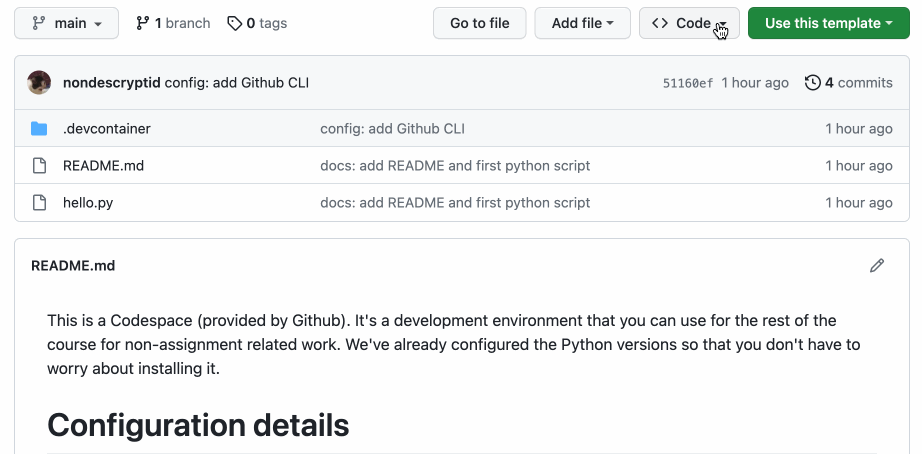 main 1 branch 0 tags Go to file Add file Code Use this template
nondescryptid config: add Github CLI 51160ef 1 hour ago 4 commits
.devcontainer config: add Github CLI 1 hour ago
README.md docs: add README and first python script 1 hour ago
hello.py docs: add README and first python script 1 hour ago
README.md
This is a Codespace (provided by Github). It's a development environment that you can use for the rest of the
course for non-assignment related work. We've already configured the Python versions so that you don't have to
worry about installing it.
Configuration details